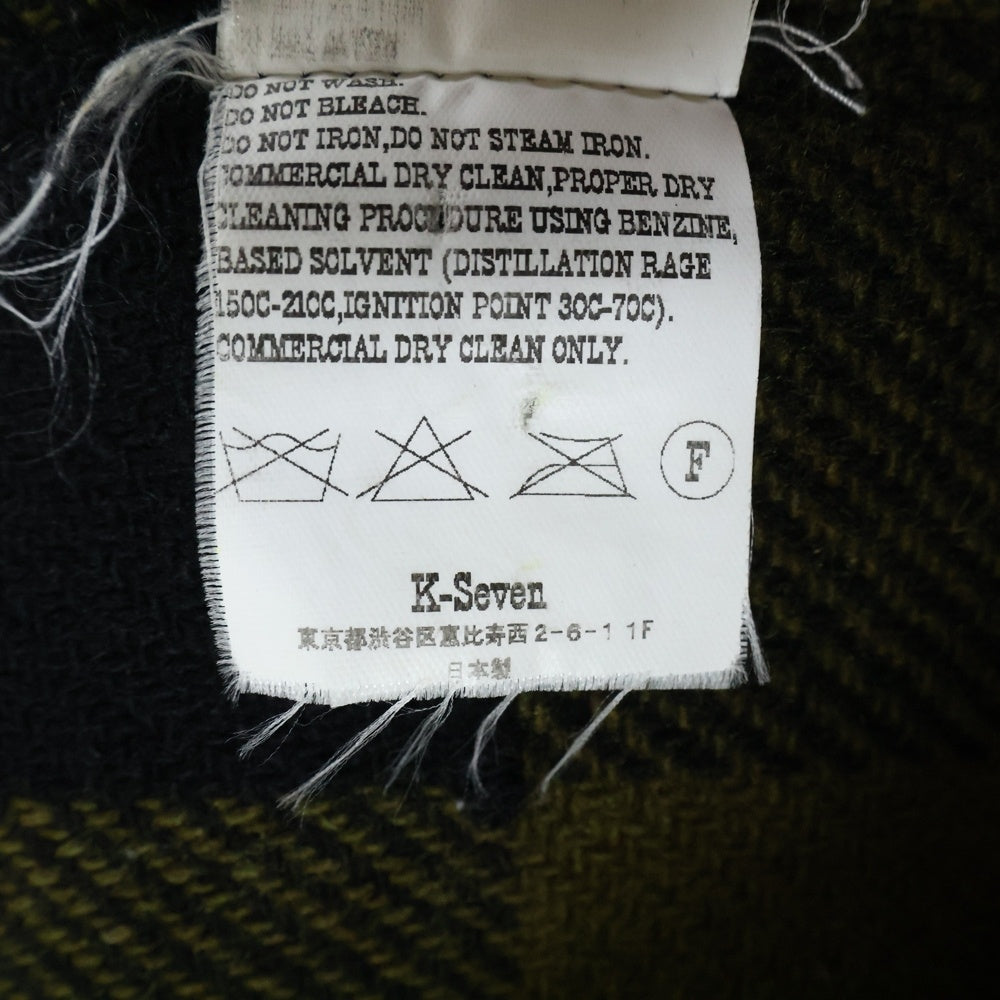 DO NOT WASH.
DO NOT BLEACH.
DO NOT IRON,DO NOT STEAM IRON.
COMMERCIAL DRY CLEAN,PROPER DRY
CLEANING PROCEDURE USING BENZINE,
BASED SOLVENT (DISTILLATION RAGE
150C-210C,IGNITION POINT 30C-70C).
COMMERCIAL DRY CLEAN ONLY.
F
K-Seven
東京都渋谷区恵比寿西2-6-11F
日本製